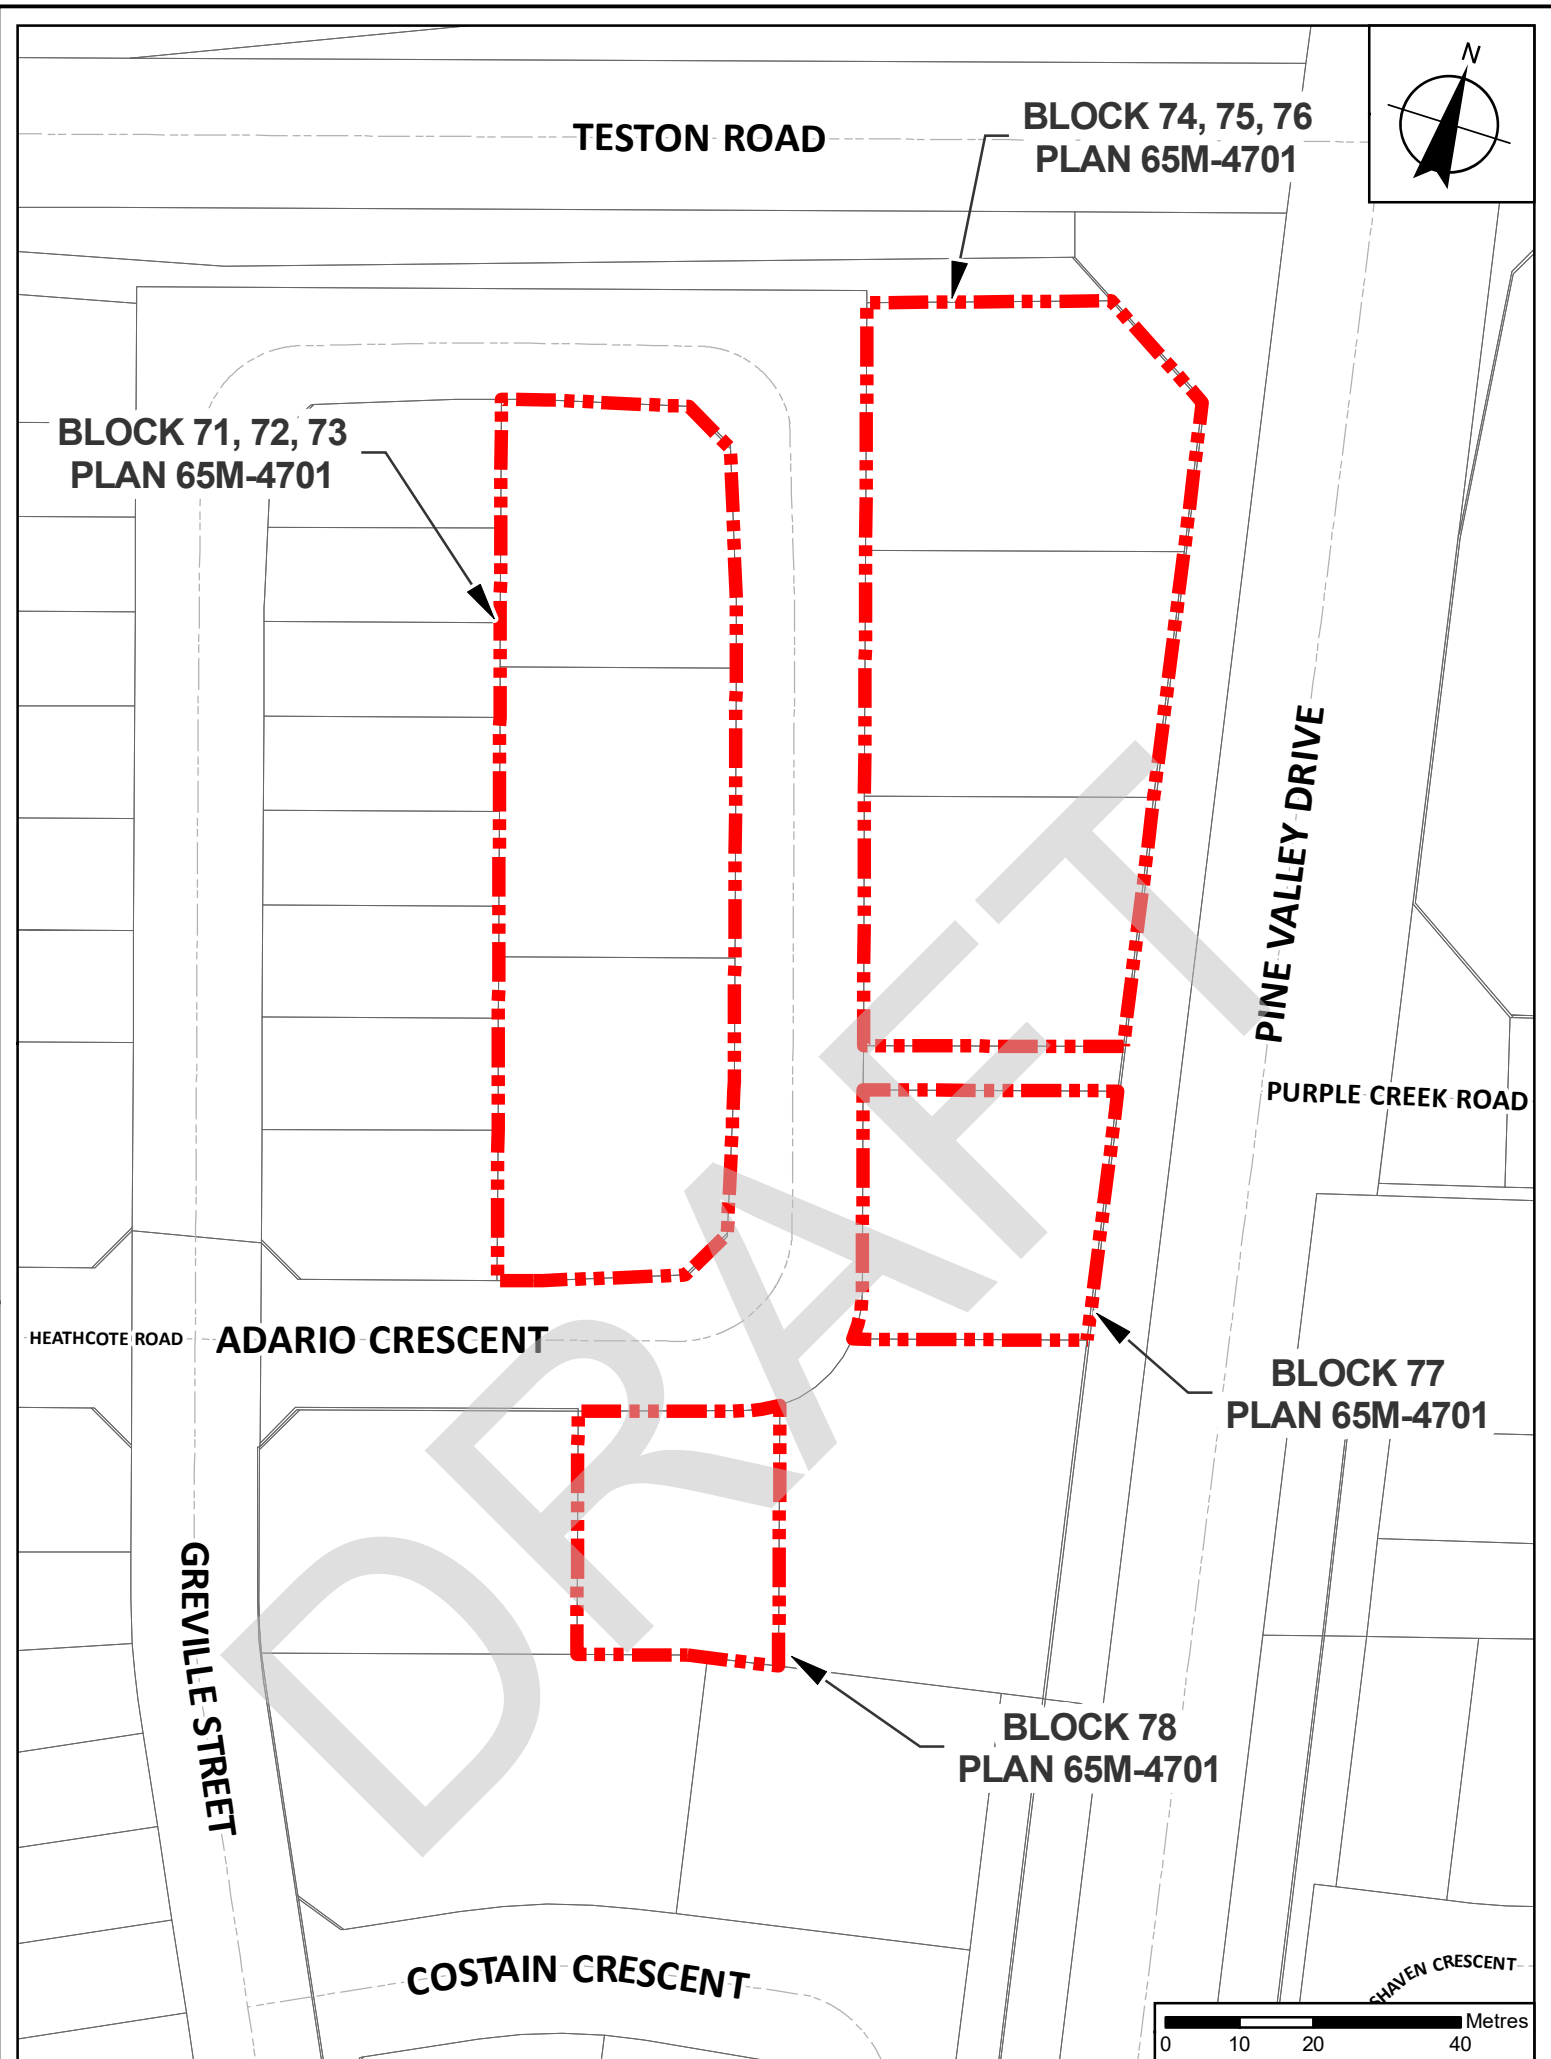 N
TESTON ROAD
BLOCK 74, 75, 76
PLAN 65M-4701
BLOCK 71, 72, 73
PLAN 65M-4701
PINE VALLEY DRIVE
PURPLE CREEK ROAD
HEATHCOTE ROAD
ADARIO CRESCENT
BLOCK 77
PLAN 65M-4701
DRAFT
GREVILLE STREET
BLOCK 78
PLAN 65M-4701
COSTAIN CRESCENT
CRESCENT
Metres
0 10 20 40